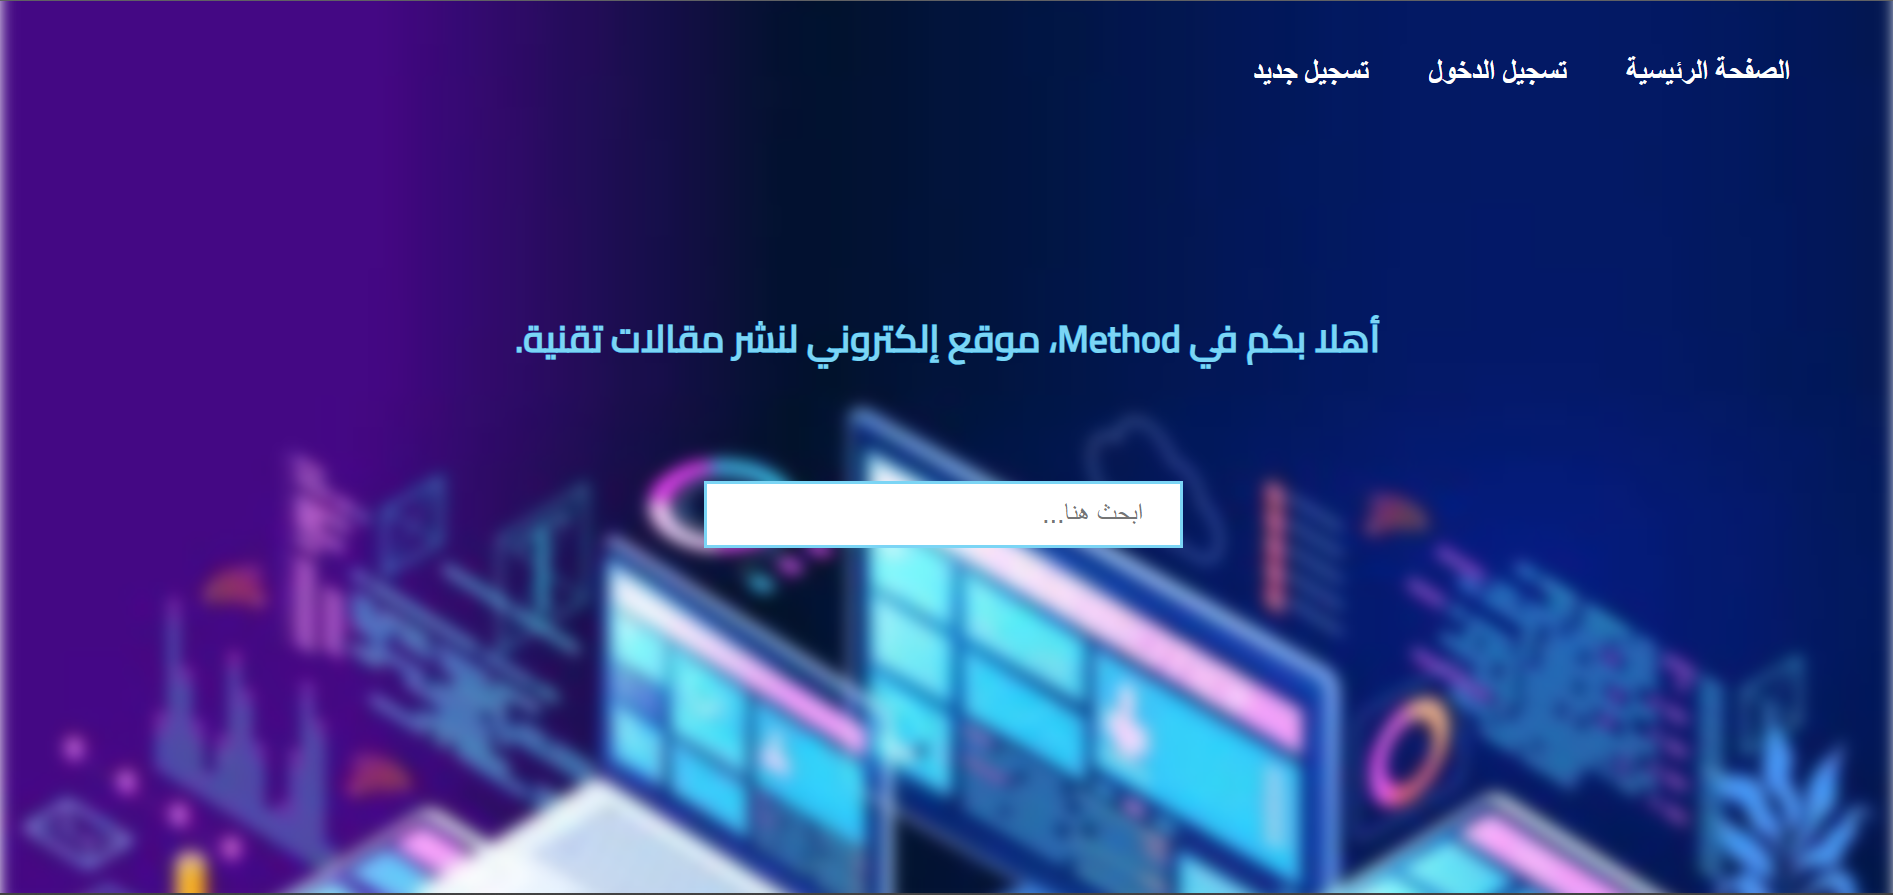 الصفحة الرئيسية تسجيل الدخول تسجيل جديد
أهلا بكم في Method، موقع إلكتروني لنشر مقالات تقنية.
ابحث هنا...